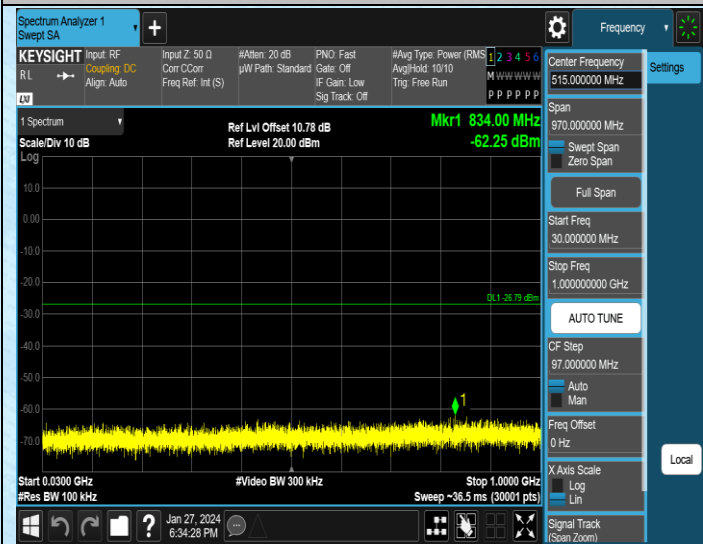 Spectrum Analyzer 1
Swept SA
+
Frequency
KEYSIGHT
RL
LXI
Input: RF
Coupling: DC
Align: Auto
Input Z: 50 Ω
Corr CCorr
Freq Ref: Int (S)
#Atten: 20 dB
µW Path: Standard
PNO: Fast
Gate: Off
IF Gain: Low
Sig Track: Off
#Avg Type: Power (RMS
Avg|Hold: 10/10
Trig: Free Run
1 2 3 4 5 6
M W W W W W
P P P P P P
Center Frequency
515.000000 MHz
Settings
1 Spectrum
Scale/Div 10 dB
Log
Ref Lvl Offset 10.78 dB
Ref Level 20.00 dBm
Mkr1 834.00 MHz
-62.25 dBm
Span
970.000000 MHz
Swept Span
Zero Span
Full Span
Start Freq
30.000000 MHz
Stop Freq
1.000000000 GHz
AUTO TUNE
CF Step
97.000000 MHz
Auto
Man
Freq Offset
0 Hz
X Axis Scale
Log
Lin
Signal Track
(Span Zoom)
Local
10.0
0.00
-10.0
-20.0
DL1 -26.79 dBm
-30.0
-40.0
-50.0
-60.0
1
-70.0
Start 0.0300 GHz
#Res BW 100 kHz
#Video BW 300 kHz
Stop 1.0000 GHz
Sweep ~36.5 ms (30001 pts)
?
Jan 27, 2024
6:34:28 PM